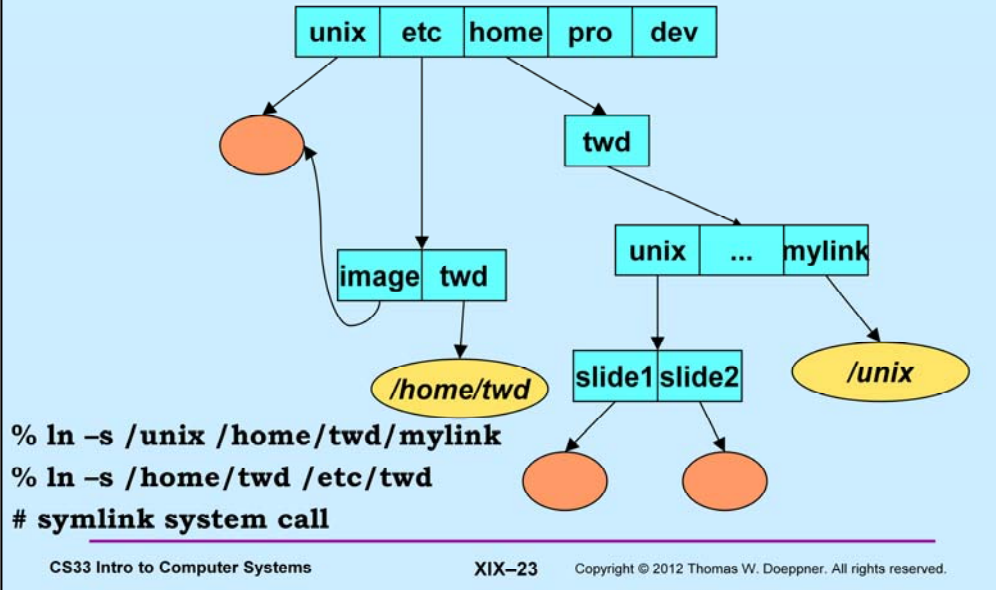 unix etc home pro dev
twd
unix ... mylink
image twd
slide1 slide2
/unix
/home/twd
% ln –s /unix /home/twd/mylink
% ln –s /home/twd /etc/twd
# symlink system call
CS33 Intro to Computer Systems XIX–23 Copyright © 2012 Thomas W. Doeppner. All rights reserved.